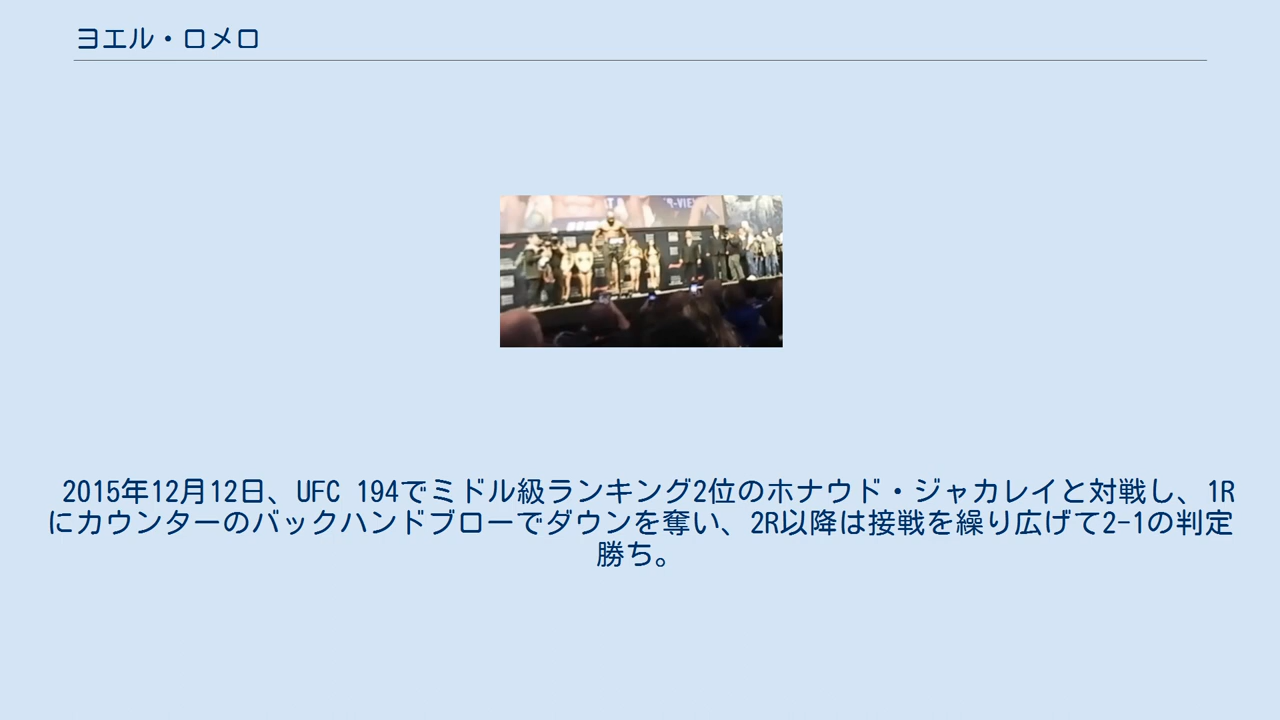 ヨエル・ロメロ
R-VIE
2015年12月12日、UFC 194でミドル級ランキング2位のホナウド・ジャカレイと対戦し、1R
にカウンターのバックハンドブローでダウンを奪い、2R以降は接戦を繰り広げて2-1の判定
勝ち。